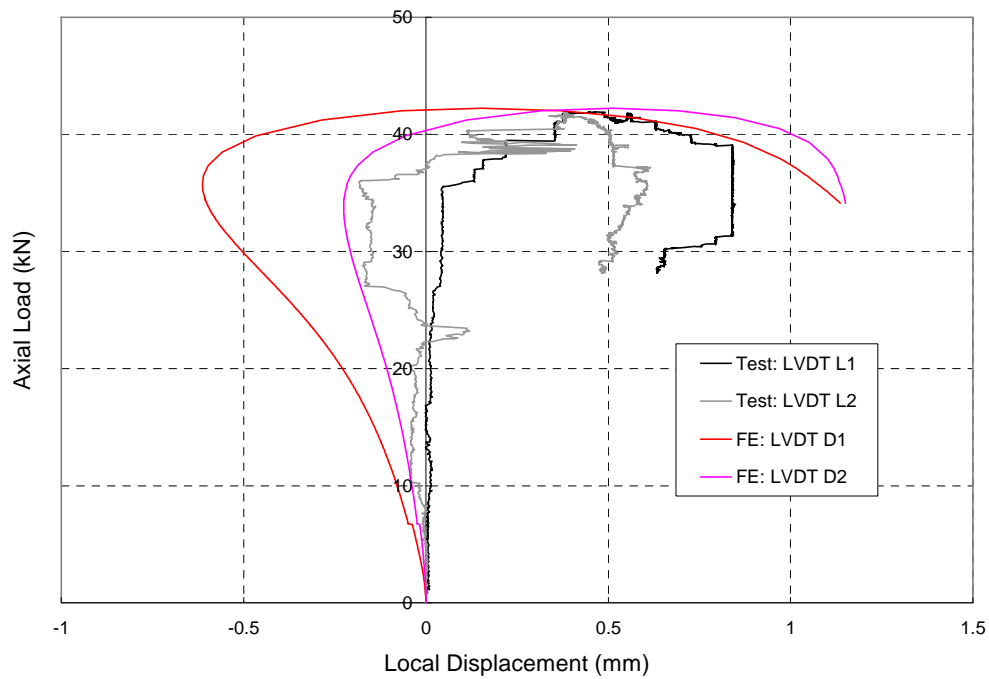 50
40
30
20
10
0
-1
-0.5
0
0.5
1
1.5
Axial Load (kN)
Local Displacement (mm)
Test: LVDT L1
Test: LVDT L2
FE: LVDT D1
FE: LVDT D2